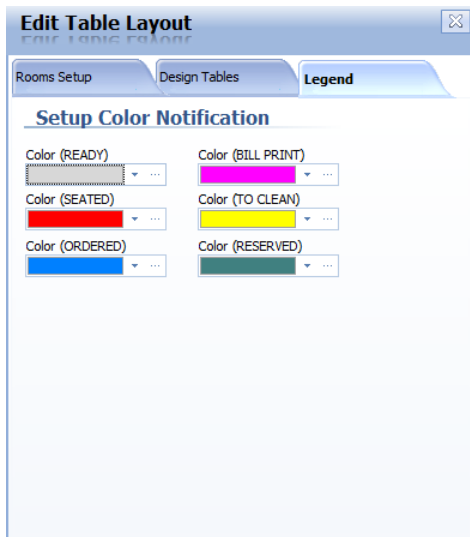 Edit Table Layout
Rooms Setup Design Tables Legend
Setup Color Notification
Color (READY) Color (BILL PRINT)
Color (SEATED) Color (TO CLEAN)
Color (ORDERED) Color (RESERVED)